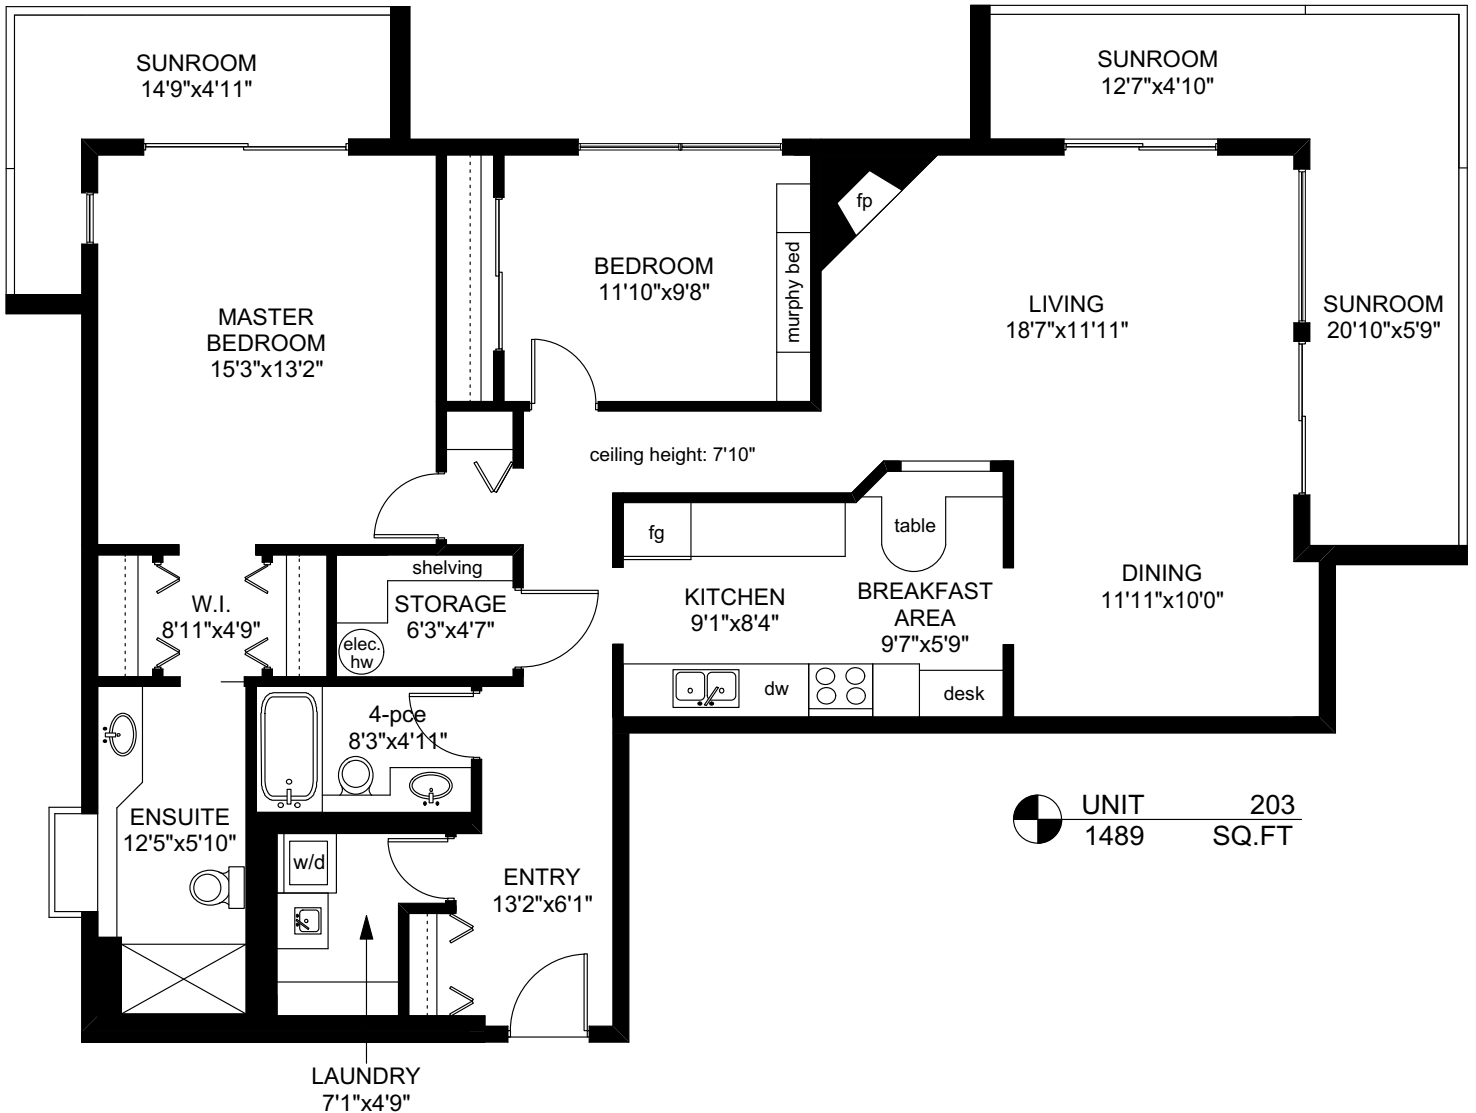 SUNROOM
14'9"x4'11"
SUNROOM
12'7"x4'10"
fp
BEDROOM
11'10"x9'8"
murphy bed
MASTER
BEDROOM
15'3"x13'2"
LIVING
18'7"x11'11"
SUNROOM
20'10"x5'9"
ceiling height: 7'10"
fg
table
shelving
STORAGE
6'3"x4'7"
elec.
hw
W.I.
8'11"x4'9"
KITCHEN
9'1"x8'4"
BREAKFAST
AREA
9'7"x5'9"
DINING
11'11"x10'0"
dw
desk
4-pce
8'3"x4'11"
ENSUITE
12'5"x5'10"
w/d
ENTRY
13'2"x6'1"
UNIT 203
1489 SQ.FT
LAUNDRY
7'1"x4'9"